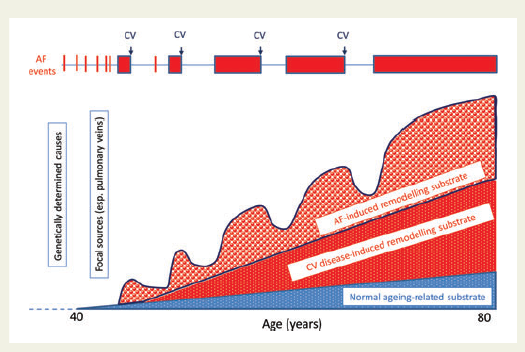 CV CV CV CV
AF
events
Genetically determined causes
Focal sources (esp. pulmonary veins)
AF-induced remodelling substrate
CV disease-induced remodelling substrate
Normal ageing-related substrate
40 80
Age (years)